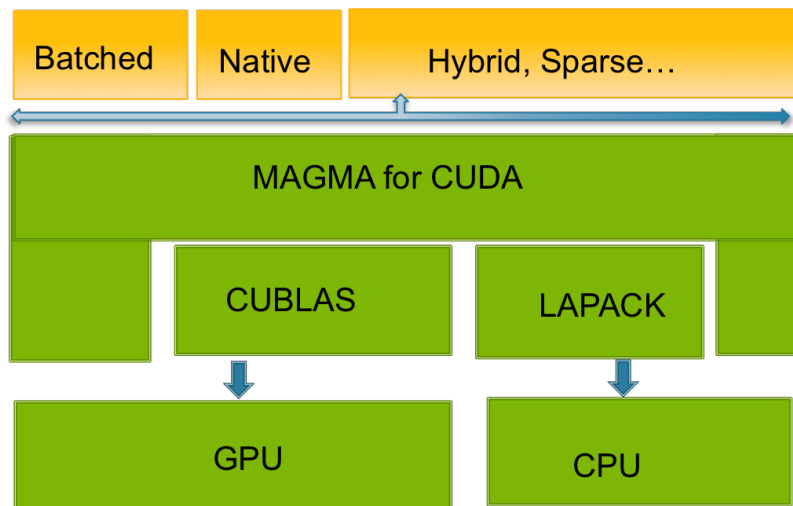 Batched
Native
Hybrid, Sparse…
MAGMA for CUDA
CUBLAS
LAPACK
GPU
CPU